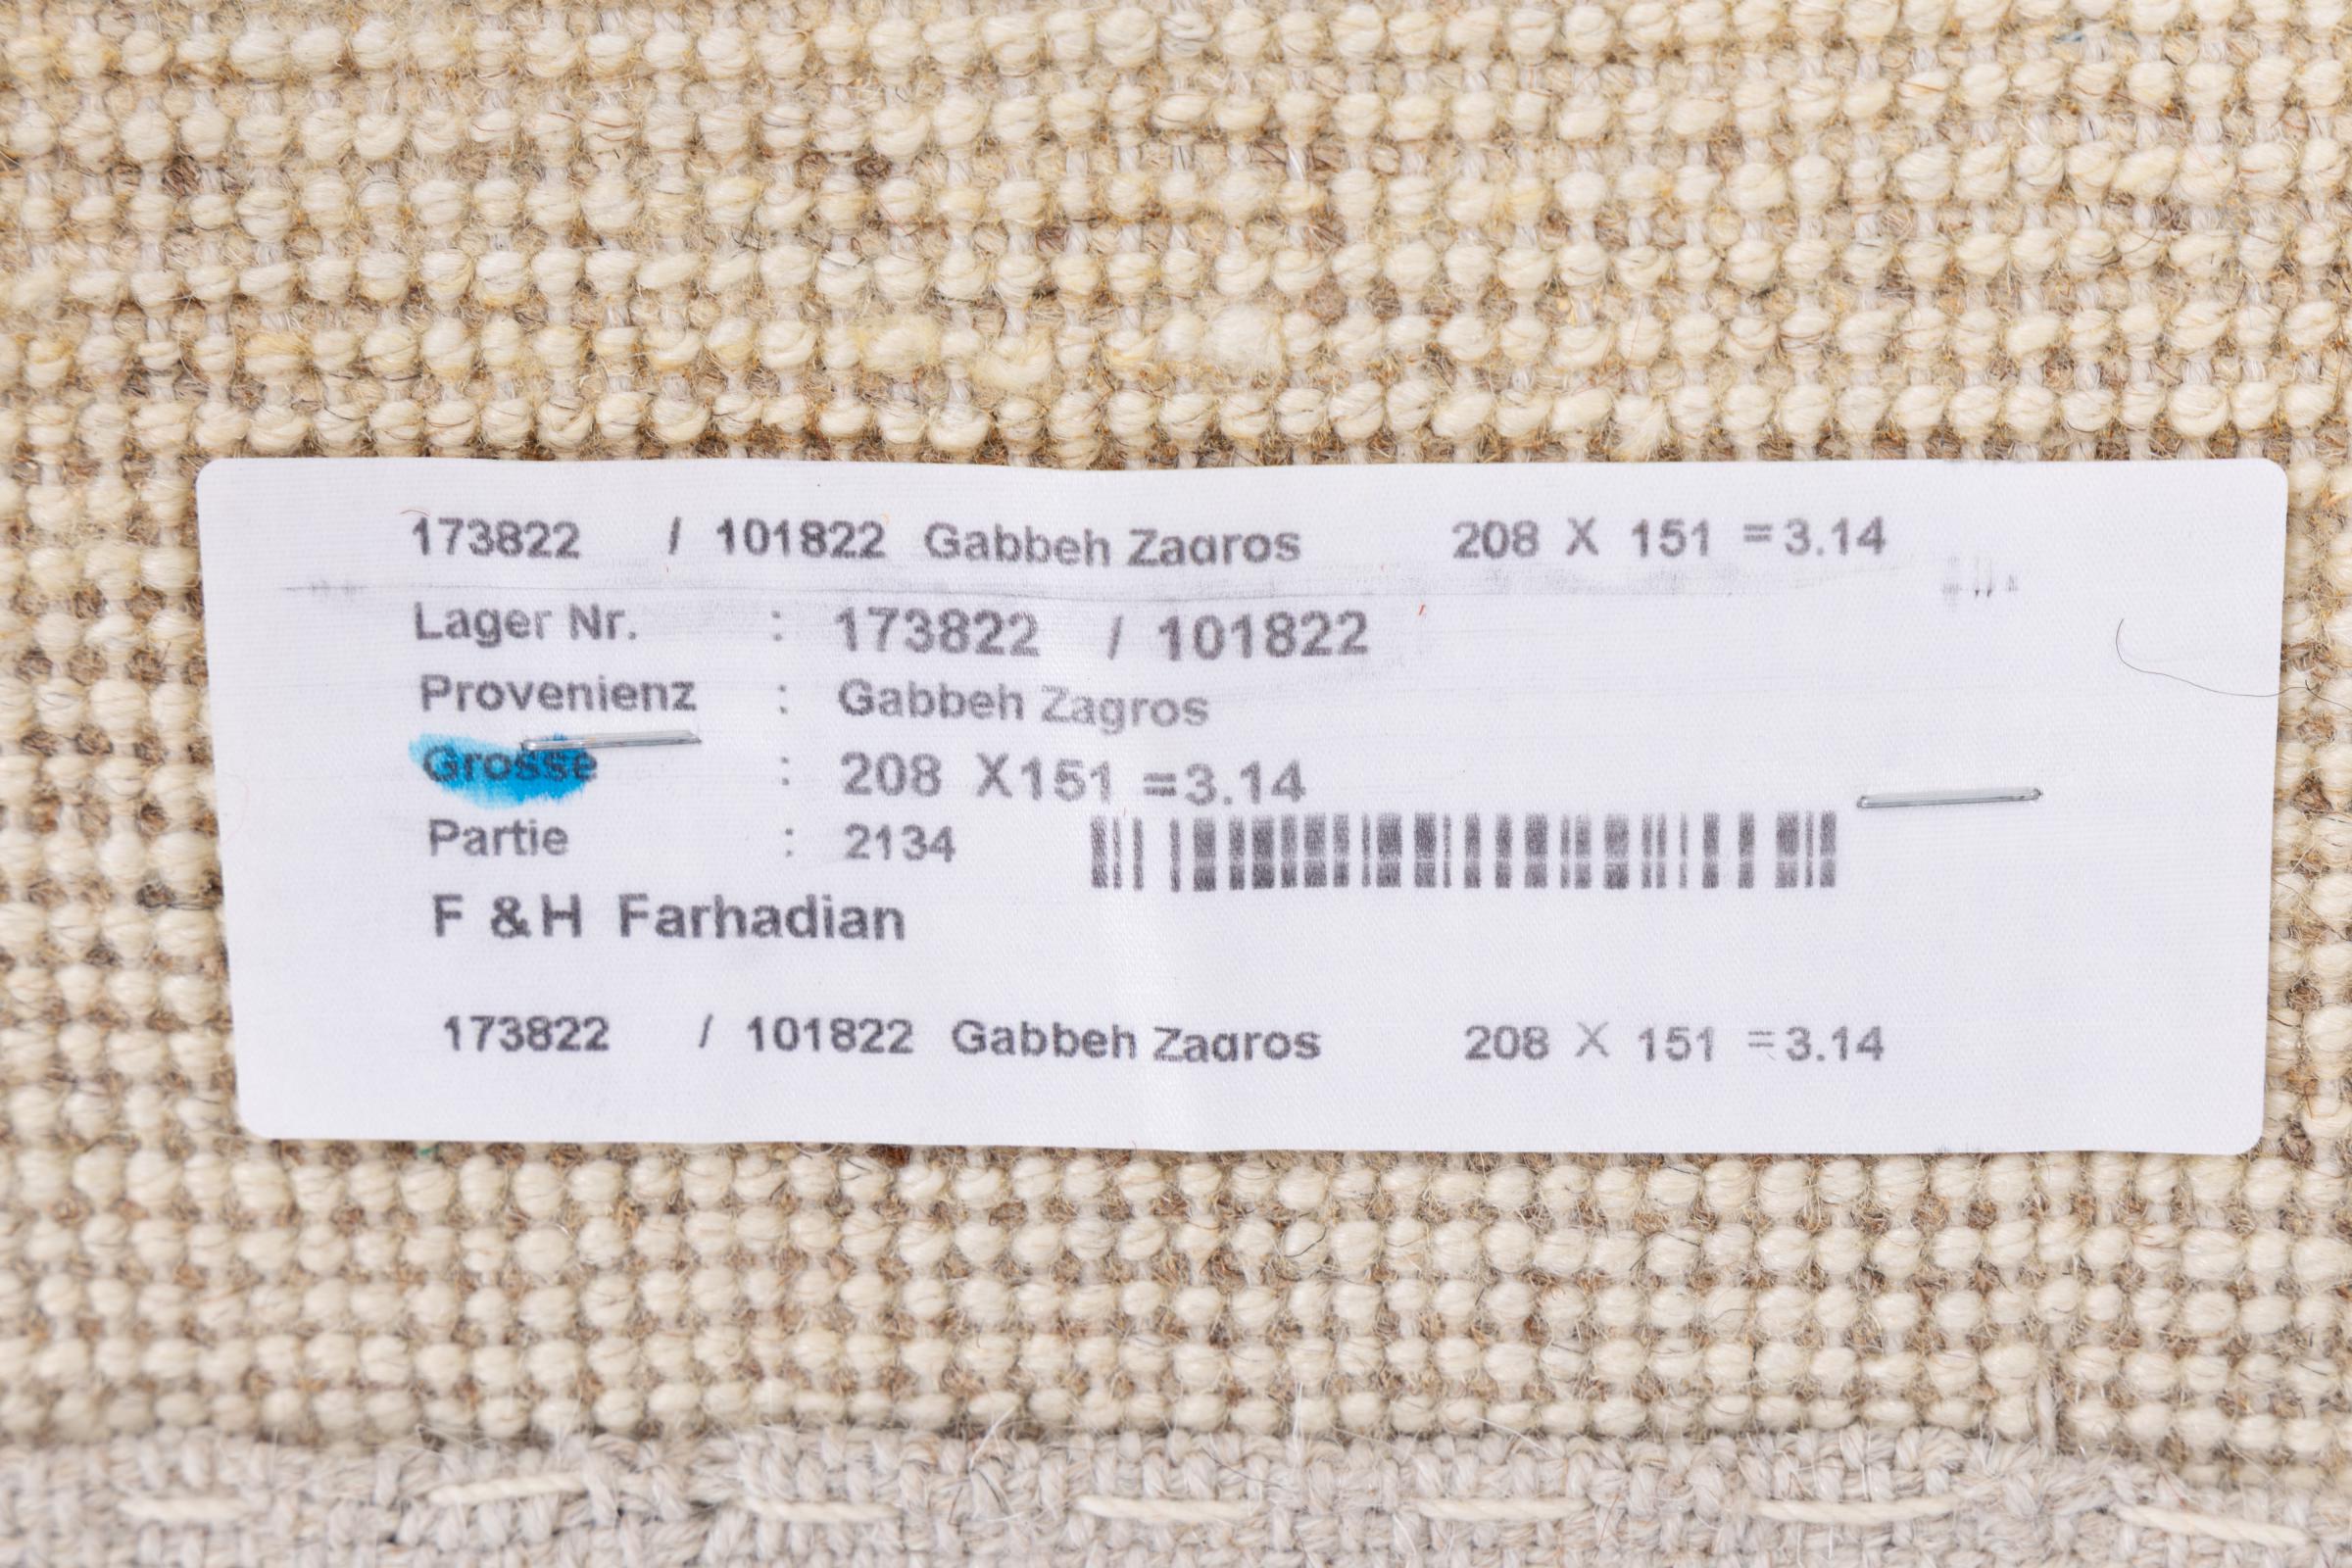 173822 / 101822 Gabbeh Zagros 208 X 151 =3.14
Lager Nr. : 173822 / 101822
Provenienz : Gabbeh Zagros
Grosse : 208 X151 =3.14
Partie : 2134
F & H Farhadian
173822 / 101822 Gabbeh Zagros 208 X 151 =3.14